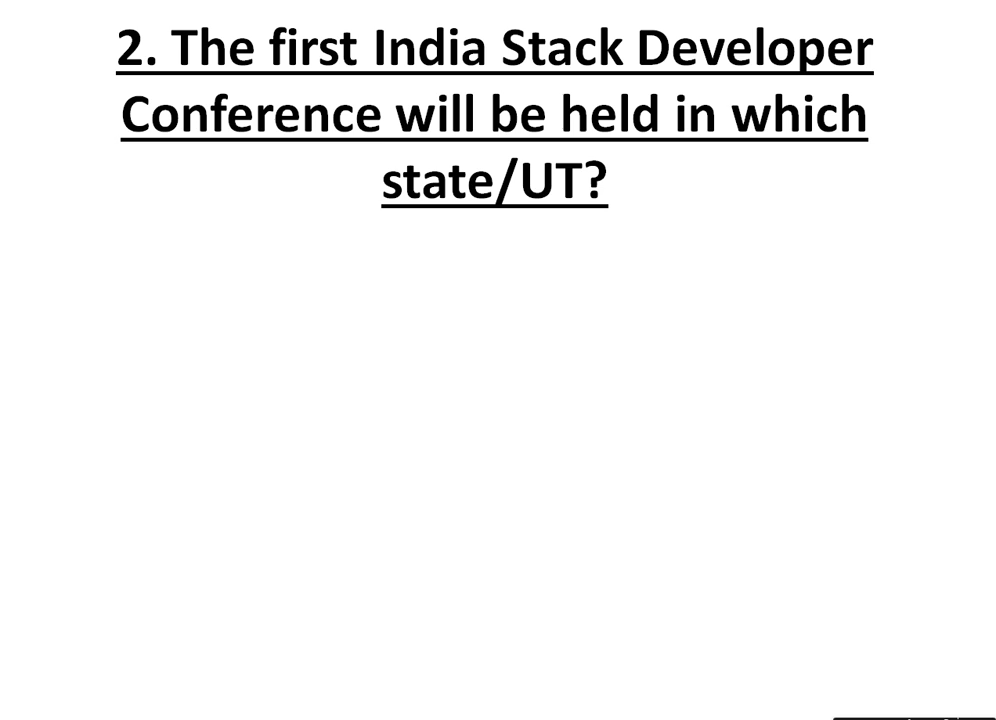 2. The first India Stack Developer
Conference will be held in which
state/UT?